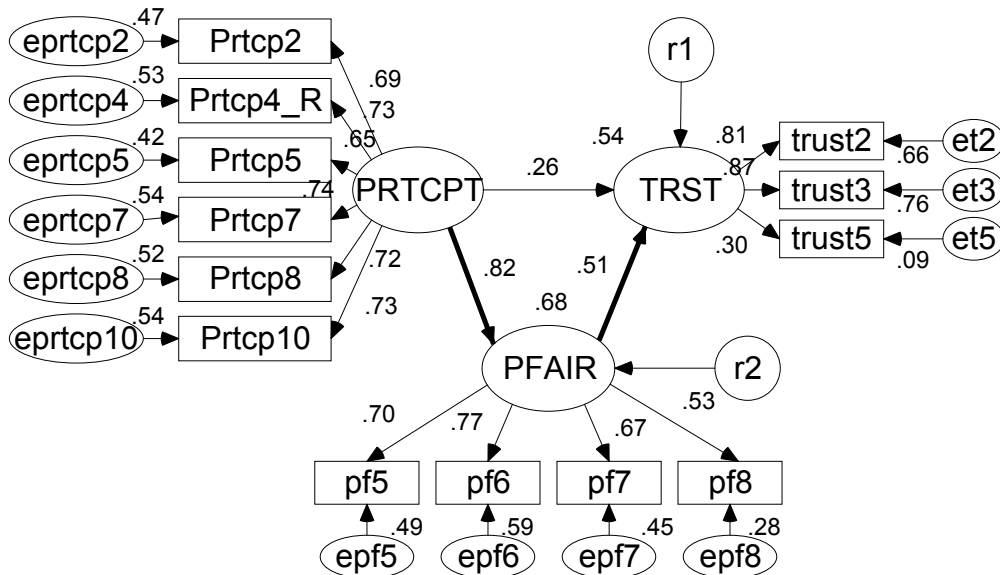 .47
eprtcp2
Prtcp2
.69
r1
.53
eprtcp4
Prtcp4_R
.73
.42
eprtcp5
Prtcp5
.65
.54
.81
trust2
.66
et2
PRTCPT
.26
TRST
.87
trust3
.76
et3
.54
eprtcp7
Prtcp7
.74
.30
trust5
.09
et5
.52
eprtcp8
Prtcp8
.72
.82
.51
.54
eprtcp10
Prtcp10
.73
.68
PFAIR
r2
.70
.77
.67
.53
pf5
pf6
pf7
pf8
.49
.59
.45
.28
epf5
epf6
epf7
epf8